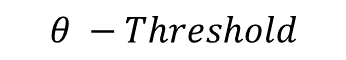 θ − Threshold